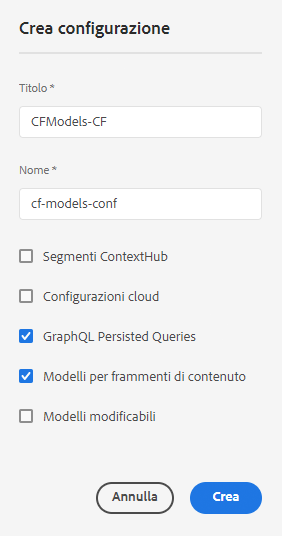 Crea configurazione
Titolo *
CFModels-CF
Nome *
cf-models-conf
Segmenti ContextHub
Configurazioni cloud
GraphQL Persisted Queries
Modelli per frammenti di contenuto
Modelli modificabili
Annulla
Crea